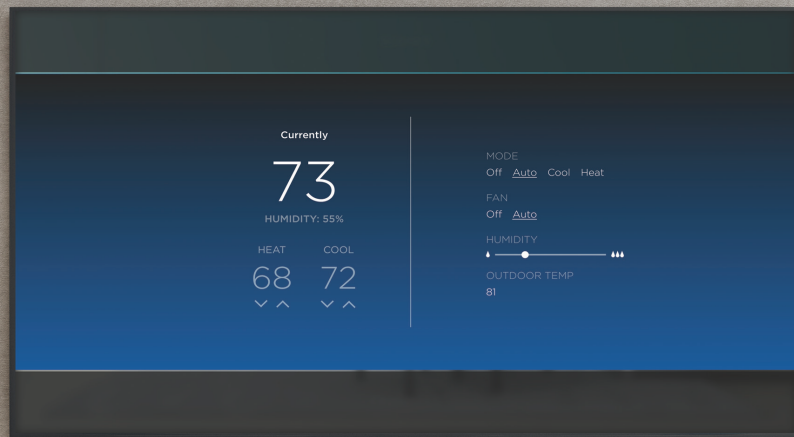 Currently
73
HUMIDITY: 55%
HEAT COOL
68 72
MODE
Off Auto Cool Heat
FAN
Off Auto
HUMIDITY
OUTDOOR TEMP
81